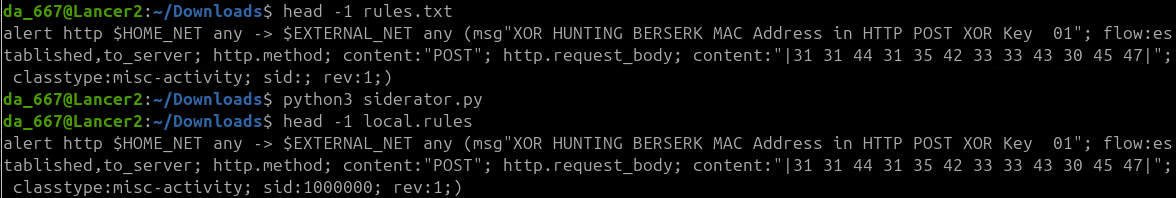 da_667@Lancer2:~/Downloads$ head -1 rules.txt
alert http $HOME_NET any -> $EXTERNAL_NET any (msg"XOR HUNTING BERSERK MAC Address in HTTP POST XOR Key  01"; flow:es
tablished,to_server; http.method; content:"POST"; http.request_body; content:"|31 31 44 31 35 42 33 33 43 30 45 47|";
 classtype:misc-activity; sid:; rev:1;)
da_667@Lancer2:~/Downloads$ python3 siderator.py
da_667@Lancer2:~/Downloads$ head -1 local.rules
alert http $HOME_NET any -> $EXTERNAL_NET any (msg"XOR HUNTING BERSERK MAC Address in HTTP POST XOR Key  01"; flow:es
tablished,to_server; http.method; content:"POST"; http.request_body; content:"|31 31 44 31 35 42 33 33 43 30 45 47|";
 classtype:misc-activity; sid:1000000; rev:1;)